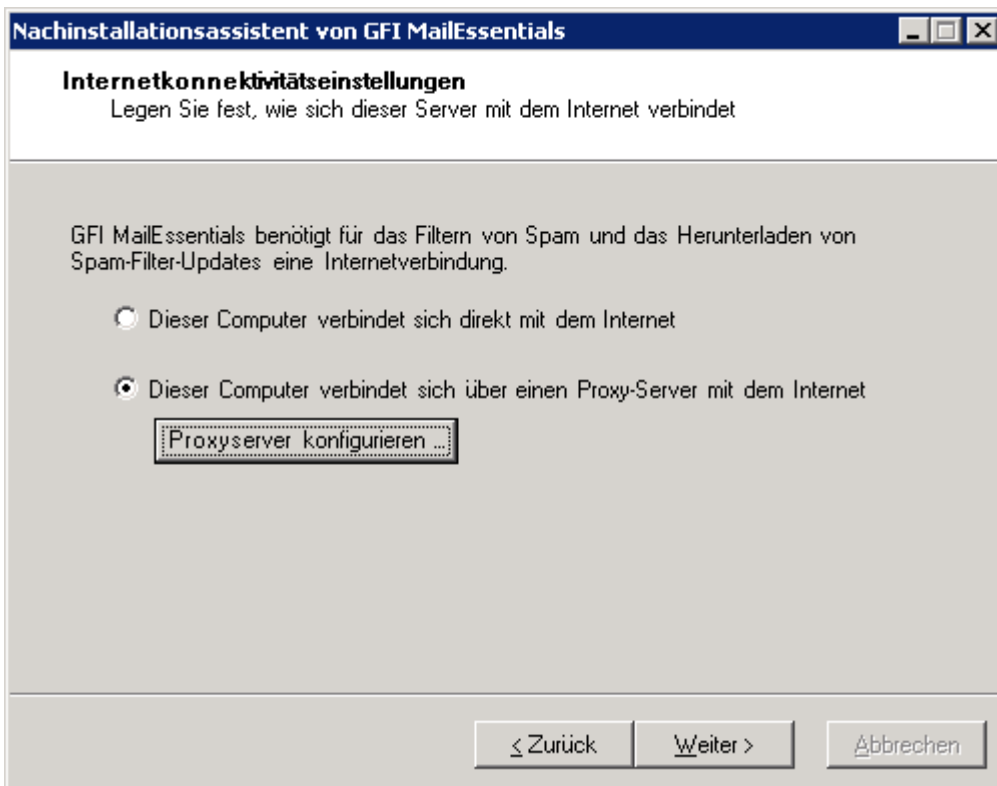 Nachinstallationsassistent von GFI MailEssentials
Internetkonnektivitätseinstellungen
Legen Sie fest, wie sich dieser Server mit dem Internet verbindet
GFI MailEssentials benötigt für das Filtern von Spam und das Herunterladen von
Spam-Filter-Updates eine Internetverbindung.
Dieser Computer verbindet sich direkt mit dem Internet
Dieser Computer verbindet sich über einen Proxy-Server mit dem Internet
Proxyserver konfigurieren ...
< Zurück
Weiter >
Abbrechen